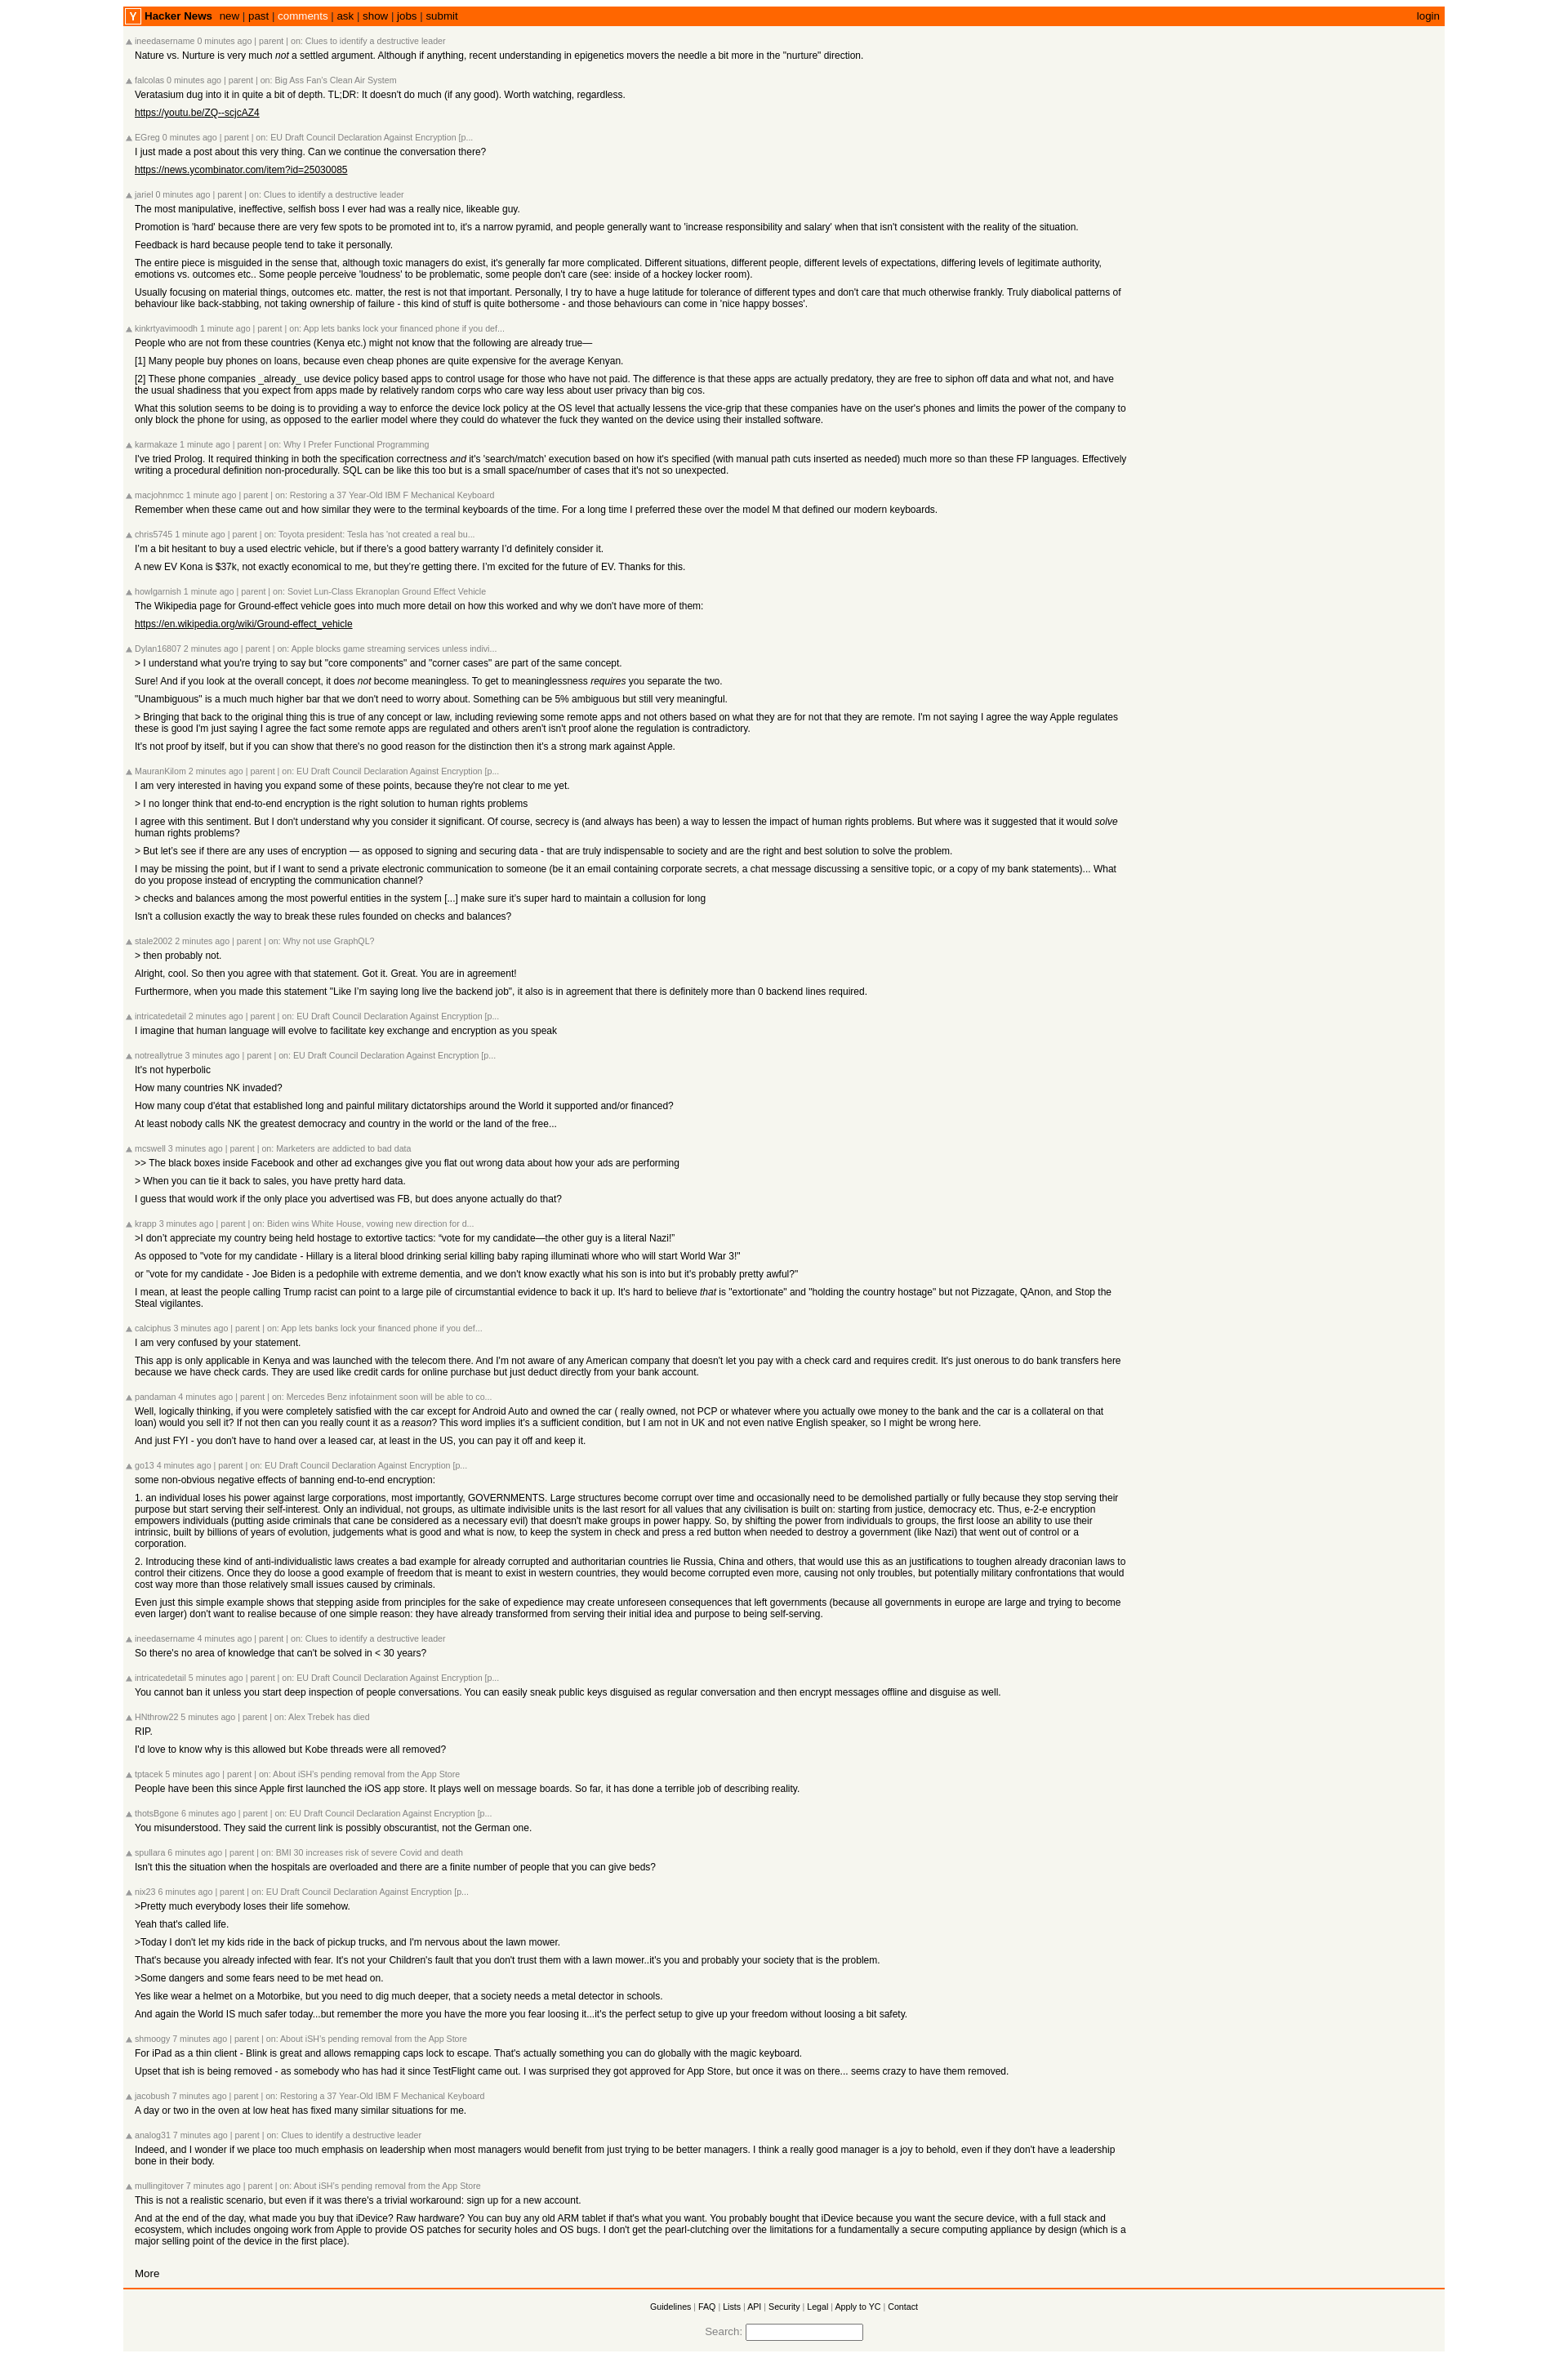 Y Hacker News new | past | comments | ask | show | jobs | submit login
ineedasername 0 minutes ago | parent | on: Clues to identify a destructive leader
Nature vs. Nurture is very much not a settled argument. Although if anything, recent understanding in epigenetics movers the needle a bit more in the "nurture" direction.
falcolas 0 minutes ago | parent | on: Big Ass Fan's Clean Air System
Veratasium dug into it in quite a bit of depth. TL;DR: It doesn't do much (if any good). Worth watching, regardless.
https://youtu.be/ZQ--scjcAZ4
EGreg 0 minutes ago | parent | on: EU Draft Council Declaration Against Encryption [p...
I just made a post about this very thing. Can we continue the conversation there?
https://news.ycombinator.com/item?id=25030085
jariel 0 minutes ago | parent | on: Clues to identify a destructive leader
The most manipulative, ineffective, selfish boss I ever had was a really nice, likeable guy.
Promotion is 'hard' because there are very few spots to be promoted int to, it's a narrow pyramid, and people generally want to 'increase responsibility and salary' when that isn't consistent with the reality of the situation.
Feedback is hard because people tend to take it personally.
The entire piece is misguided in the sense that, although toxic managers do exist, it's generally far more complicated. Different situations, different people, different levels of expectations, differing levels of legitimate authority,
emotions vs. outcomes etc.. Some people perceive 'loudness' to be problematic, some people don't care (see: inside of a hockey locker room).
Usually focusing on material things, outcomes etc. matter, the rest is not that important. Personally, I try to have a huge latitude for tolerance of different types and don't care that much otherwise frankly. Truly diabolical patterns of
behaviour like back-stabbing, not taking ownership of failure - this kind of stuff is quite bothersome - and those behaviours can come in 'nice happy bosses'.
kinkrtyavimoodh 1 minute ago | parent | on: App lets banks lock your financed phone if you def...
People who are not from these countries (Kenya etc.) might not know that the following are already true—
[1] Many people buy phones on loans, because even cheap phones are quite expensive for the average Kenyan.
[2] These phone companies _already_ use device policy based apps to control usage for those who have not paid. The difference is that these apps are actually predatory, they are free to siphon off data and what not, and have
the usual shadiness that you expect from apps made by relatively random corps who care way less about user privacy than big cos.
What this solution seems to be doing is to providing a way to enforce the device lock policy at the OS level that actually lessens the vice-grip that these companies have on the user's phones and limits the power of the company to
only block the phone for using, as opposed to the earlier model where they could do whatever the fuck they wanted on the device using their installed software.
karmakaze 1 minute ago | parent | on: Why I Prefer Functional Programming
I've tried Prolog. It required thinking in both the specification correctness and it's 'search/match' execution based on how it's specified (with manual path cuts inserted as needed) much more so than these FP languages. Effectively
writing a procedural definition non-procedurally. SQL can be like this too but is a small space/number of cases that it's not so unexpected.
macjohnmcc 1 minute ago | parent | on: Restoring a 37 Year-Old IBM F Mechanical Keyboard
Remember when these came out and how similar they were to the terminal keyboards of the time. For a long time I preferred these over the model M that defined our modern keyboards.
chris5745 1 minute ago | parent | on: Toyota president: Tesla has 'not created a real bu...
I’m a bit hesitant to buy a used electric vehicle, but if there’s a good battery warranty I’d definitely consider it.
A new EV Kona is $37k, not exactly economical to me, but they’re getting there. I’m excited for the future of EV. Thanks for this.
howlgarnish 1 minute ago | parent | on: Soviet Lun-Class Ekranoplan Ground Effect Vehicle
The Wikipedia page for Ground-effect vehicle goes into much more detail on how this worked and why we don't have more of them:
https://en.wikipedia.org/wiki/Ground-effect_vehicle
Dylan16807 2 minutes ago | parent | on: Apple blocks game streaming services unless indivi...
> I understand what you're trying to say but "core components" and "corner cases" are part of the same concept.
Sure! And if you look at the overall concept, it does not become meaningless. To get to meaninglessness requires you separate the two.
"Unambiguous" is a much much higher bar that we don't need to worry about. Something can be 5% ambiguous but still very meaningful.
> Bringing that back to the original thing this is true of any concept or law, including reviewing some remote apps and not others based on what they are for not that they are remote. I'm not saying I agree the way Apple regulates
these is good I'm just saying I agree the fact some remote apps are regulated and others aren't isn't proof alone the regulation is contradictory.
It's not proof by itself, but if you can show that there's no good reason for the distinction then it's a strong mark against Apple.
MauranKilom 2 minutes ago | parent | on: EU Draft Council Declaration Against Encryption [p...
I am very interested in having you expand some of these points, because they're not clear to me yet.
> I no longer think that end-to-end encryption is the right solution to human rights problems
I agree with this sentiment. But I don't understand why you consider it significant. Of course, secrecy is (and always has been) a way to lessen the impact of human rights problems. But where was it suggested that it would solve
human rights problems?
> But let’s see if there are any uses of encryption — as opposed to signing and securing data - that are truly indispensable to society and are the right and best solution to solve the problem.
I may be missing the point, but if I want to send a private electronic communication to someone (be it an email containing corporate secrets, a chat message discussing a sensitive topic, or a copy of my bank statements)... What
do you propose instead of encrypting the communication channel?
> checks and balances among the most powerful entities in the system [...] make sure it’s super hard to maintain a collusion for long
Isn't a collusion exactly the way to break these rules founded on checks and balances?
stale2002 2 minutes ago | parent | on: Why not use GraphQL?
> then probably not.
Alright, cool. So then you agree with that statement. Got it. Great. You are in agreement!
Furthermore, when you made this statement "Like I’m saying long live the backend job", it also is in agreement that there is definitely more than 0 backend lines required.
intricatedetail 2 minutes ago | parent | on: EU Draft Council Declaration Against Encryption [p...
I imagine that human language will evolve to facilitate key exchange and encryption as you speak
notreallytrue 3 minutes ago | parent | on: EU Draft Council Declaration Against Encryption [p...
It's not hyperbolic
How many countries NK invaded?
How many coup d'état that established long and painful military dictatorships around the World it supported and/or financed?
At least nobody calls NK the greatest democracy and country in the world or the land of the free...
mcswell 3 minutes ago | parent | on: Marketers are addicted to bad data
>> The black boxes inside Facebook and other ad exchanges give you flat out wrong data about how your ads are performing
> When you can tie it back to sales, you have pretty hard data.
I guess that would work if the only place you advertised was FB, but does anyone actually do that?
krapp 3 minutes ago | parent | on: Biden wins White House, vowing new direction for d...
>I don’t appreciate my country being held hostage to extortive tactics: “vote for my candidate—the other guy is a literal Nazi!”
As opposed to "vote for my candidate - Hillary is a literal blood drinking serial killing baby raping illuminati whore who will start World War 3!"
or "vote for my candidate - Joe Biden is a pedophile with extreme dementia, and we don't know exactly what his son is into but it's probably pretty awful?"
I mean, at least the people calling Trump racist can point to a large pile of circumstantial evidence to back it up. It's hard to believe that is "extortionate" and "holding the country hostage" but not Pizzagate, QAnon, and Stop the
Steal vigilantes.
calciphus 3 minutes ago | parent | on: App lets banks lock your financed phone if you def...
I am very confused by your statement.
This app is only applicable in Kenya and was launched with the telecom there. And I'm not aware of any American company that doesn't let you pay with a check card and requires credit. It's just onerous to do bank transfers here
because we have check cards. They are used like credit cards for online purchase but just deduct directly from your bank account.
pandaman 4 minutes ago | parent | on: Mercedes Benz infotainment soon will be able to co...
Well, logically thinking, if you were completely satisfied with the car except for Android Auto and owned the car ( really owned, not PCP or whatever where you actually owe money to the bank and the car is a collateral on that
loan) would you sell it? If not then can you really count it as a reason? This word implies it's a sufficient condition, but I am not in UK and not even native English speaker, so I might be wrong here.
And just FYI - you don't have to hand over a leased car, at least in the US, you can pay it off and keep it.
go13 4 minutes ago | parent | on: EU Draft Council Declaration Against Encryption [p...
some non-obvious negative effects of banning end-to-end encryption:
1. an individual loses his power against large corporations, most importantly, GOVERNMENTS. Large structures become corrupt over time and occasionally need to be demolished partially or fully because they stop serving their
purpose but start serving their self-interest. Only an individual, not groups, as ultimate indivisible units is the last resort for all values that any civilisation is built on: starting from justice, democracy etc. Thus, e-2-e encryption
empowers individuals (putting aside criminals that cane be considered as a necessary evil) that doesn't make groups in power happy. So, by shifting the power from individuals to groups, the first loose an ability to use their
intrinsic, built by billions of years of evolution, judgements what is good and what is now, to keep the system in check and press a red button when needed to destroy a government (like Nazi) that went out of control or a
corporation.
2. Introducing these kind of anti-individualistic laws creates a bad example for already corrupted and authoritarian countries lie Russia, China and others, that would use this as an justifications to toughen already draconian laws to
control their citizens. Once they do loose a good example of freedom that is meant to exist in western countries, they would become corrupted even more, causing not only troubles, but potentially military confrontations that would
cost way more than those relatively small issues caused by criminals.
Even just this simple example shows that stepping aside from principles for the sake of expedience may create unforeseen consequences that left governments (because all governments in europe are large and trying to become
even larger) don't want to realise because of one simple reason: they have already transformed from serving their initial idea and purpose to being self-serving.
ineedasername 4 minutes ago | parent | on: Clues to identify a destructive leader
So there's no area of knowledge that can't be solved in < 30 years?
intricatedetail 5 minutes ago | parent | on: EU Draft Council Declaration Against Encryption [p...
You cannot ban it unless you start deep inspection of people conversations. You can easily sneak public keys disguised as regular conversation and then encrypt messages offline and disguise as well.
HNthrow22 5 minutes ago | parent | on: Alex Trebek has died
RIP.
I'd love to know why is this allowed but Kobe threads were all removed?
tptacek 5 minutes ago | parent | on: About iSH's pending removal from the App Store
People have been this since Apple first launched the iOS app store. It plays well on message boards. So far, it has done a terrible job of describing reality.
thotsBgone 6 minutes ago | parent | on: EU Draft Council Declaration Against Encryption [p...
You misunderstood. They said the current link is possibly obscurantist, not the German one.
spullara 6 minutes ago | parent | on: BMI 30 increases risk of severe Covid and death
Isn't this the situation when the hospitals are overloaded and there are a finite number of people that you can give beds?
nix23 6 minutes ago | parent | on: EU Draft Council Declaration Against Encryption [p...
>Pretty much everybody loses their life somehow.
Yeah that's called life.
>Today I don't let my kids ride in the back of pickup trucks, and I'm nervous about the lawn mower.
That's because you already infected with fear. It's not your Children's fault that you don't trust them with a lawn mower..it's you and probably your society that is the problem.
>Some dangers and some fears need to be met head on.
Yes like wear a helmet on a Motorbike, but you need to dig much deeper, that a society needs a metal detector in schools.
And again the World IS much safer today...but remember the more you have the more you fear loosing it...it's the perfect setup to give up your freedom without loosing a bit safety.
shmoogy 7 minutes ago | parent | on: About iSH's pending removal from the App Store
For iPad as a thin client - Blink is great and allows remapping caps lock to escape. That's actually something you can do globally with the magic keyboard.
Upset that ish is being removed - as somebody who has had it since TestFlight came out. I was surprised they got approved for App Store, but once it was on there... seems crazy to have them removed.
jacobush 7 minutes ago | parent | on: Restoring a 37 Year-Old IBM F Mechanical Keyboard
A day or two in the oven at low heat has fixed many similar situations for me.
analog31 7 minutes ago | parent | on: Clues to identify a destructive leader
Indeed, and I wonder if we place too much emphasis on leadership when most managers would benefit from just trying to be better managers. I think a really good manager is a joy to behold, even if they don't have a leadership
bone in their body.
mullingitover 7 minutes ago | parent | on: About iSH's pending removal from the App Store
This is not a realistic scenario, but even if it was there's a trivial workaround: sign up for a new account.
And at the end of the day, what made you buy that iDevice? Raw hardware? You can buy any old ARM tablet if that's what you want. You probably bought that iDevice because you want the secure device, with a full stack and
ecosystem, which includes ongoing work from Apple to provide OS patches for security holes and OS bugs. I don't get the pearl-clutching over the limitations for a fundamentally a secure computing appliance by design (which is a
major selling point of the device in the first place).
More
Guidelines | FAQ | Lists | API | Security | Legal | Apply to YC | Contact
Search: